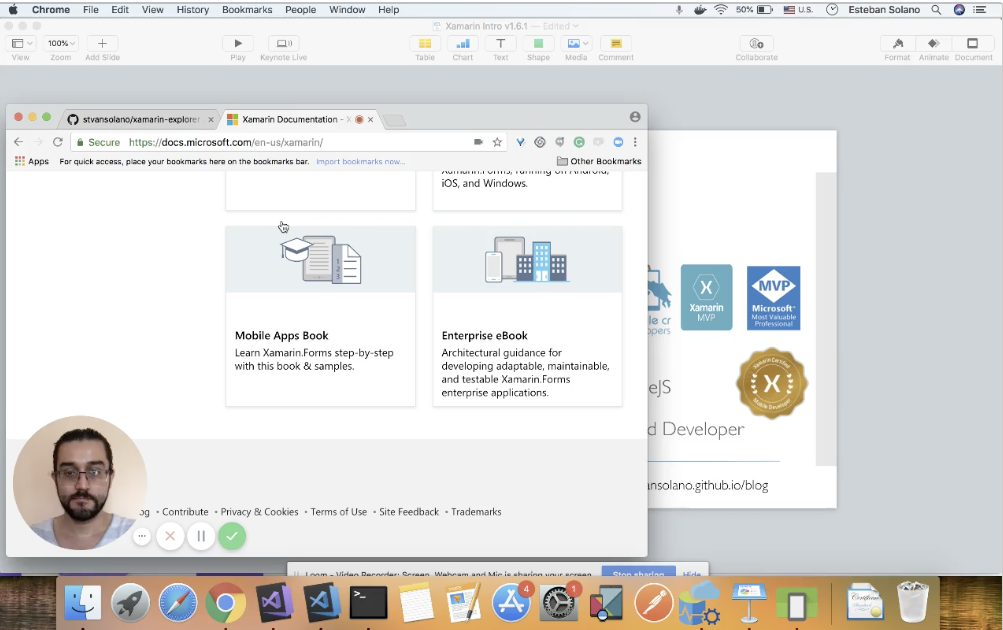 Chrome File Edit View History Bookmarks People Window Help 50% U.S. Esteban Solano
Xamarin Intro v1.6.1 — Edited
100%
View Zoom Add Slide Play Keynote Live Table Chart Text Shape Media Comment Collaborate Format Animate Document
stvansolano/xamarin-explorer × Xamarin Documentation - X ×
Secure https://docs.microsoft.com/en-us/xamarin/
Apps For quick access, place your bookmarks here on the bookmarks bar. Import bookmarks now... Other Bookmarks
Xamarin.Forms, running on Android,
iOS, and Windows.
Mobile Apps Book
Learn Xamarin.Forms step-by-step
with this book & samples.
Enterprise eBook
Architectural guidance for
developing adaptable, maintainable,
and testable Xamarin.Forms
enterprise applications.
og • Contribute • Privacy & Cookies • Terms of Use • Site Feedback • Trademarks
le cr
opers
X
Xamarin
MVP
MVP
Microsoft
Most Valuable
Professional
Xamarin Certified
X
Mobile Developer
eJS
d Developer
ansolano.github.io/blog
Loom – Video Recorder: Screen, Webcam and Mic is sharing your screen. Stop sharing Hide
4
1